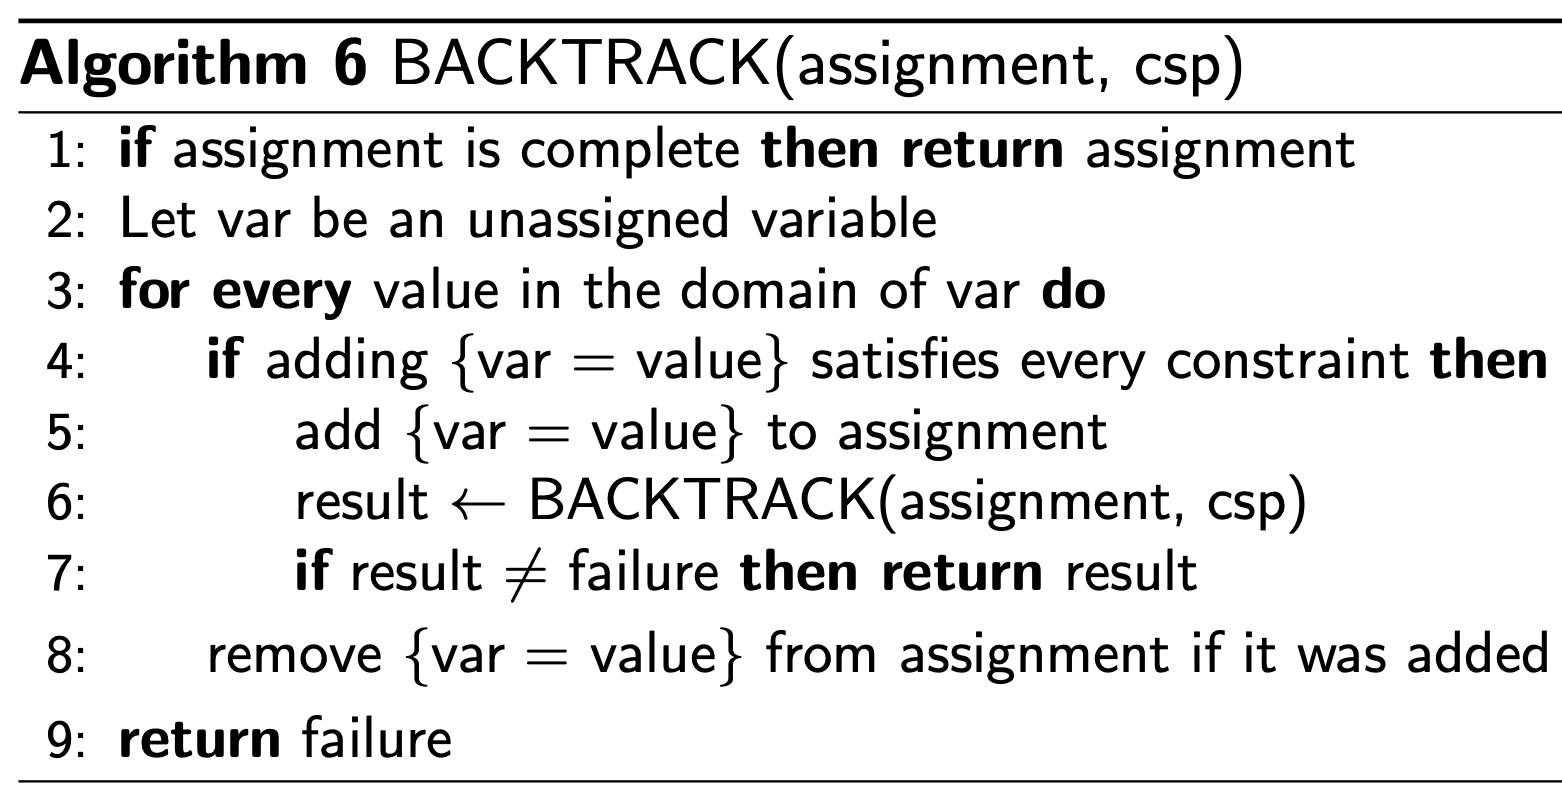 Algorithm 6 BACKTRACK(assignment, csp)
1: if assignment is complete then return assignment
2: Let var be an unassigned variable
3: for every value in the domain of var do
4: if adding {var = value} satisfies every constraint then
5: add {var = value} to assignment
6: result ← BACKTRACK(assignment, csp)
7: if result ≠ failure then return result
8: remove {var = value} from assignment if it was added
9: return failure